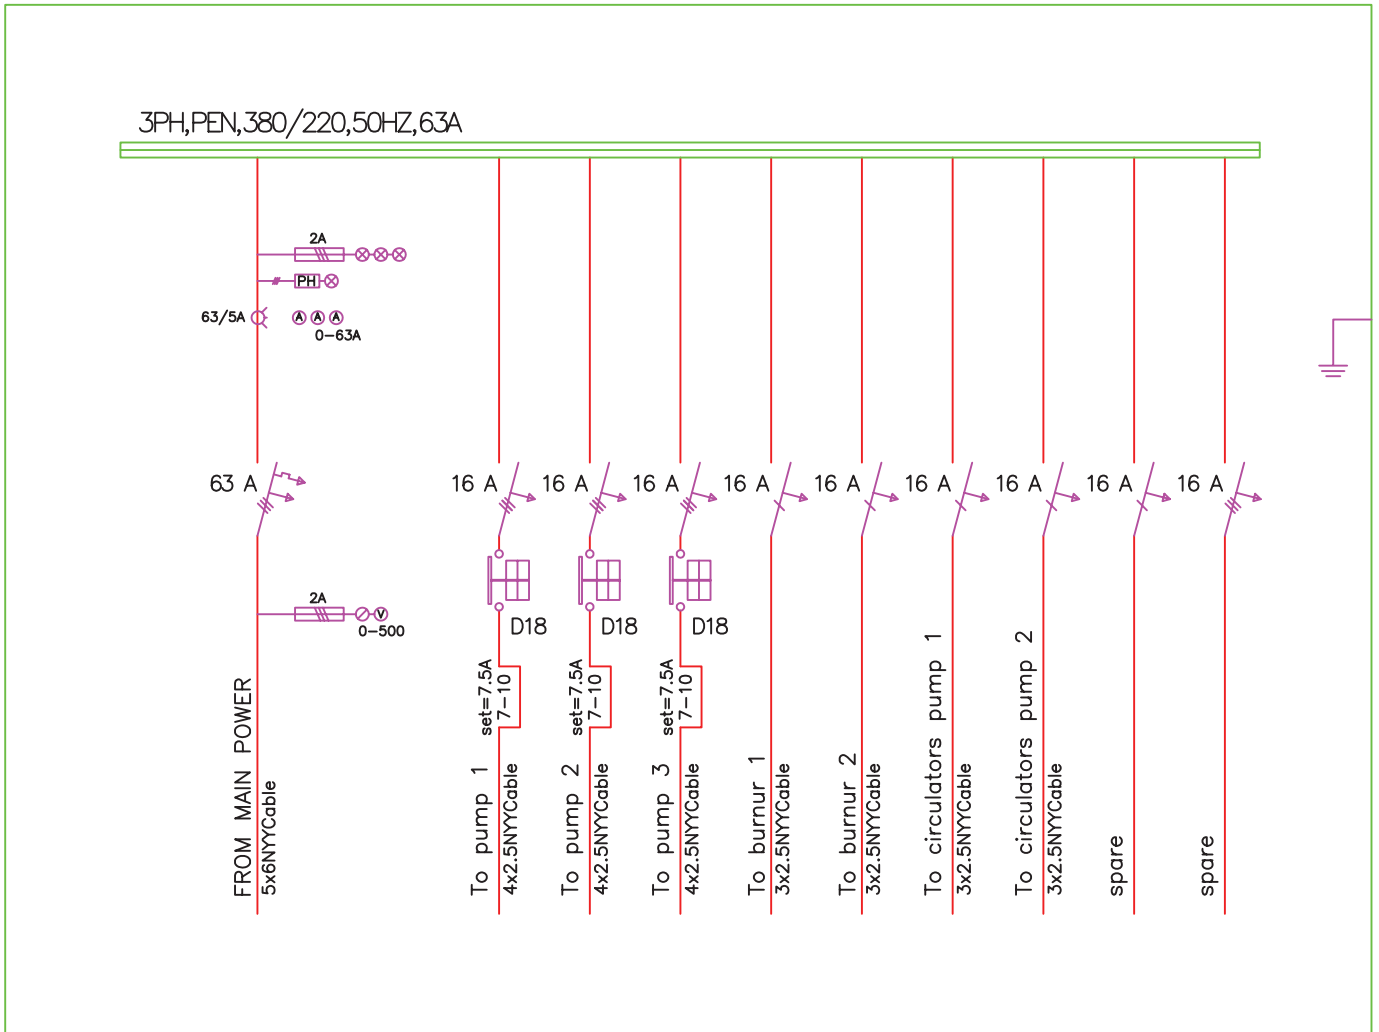 3PH,PEN,380/220,50HZ,63A
2A
PH
63/5A
A A A
0-63A
63 A
16 A
16 A
16 A
16 A
16 A
16 A
16 A
16 A
16 A
2A
V
0-500
D18
D18
D18
set=7.5A
7-10
set=7.5A
7-10
set=7.5A
7-10
FROM MAIN POWER
5x6NYYCable
To pump 1
4x2.5NYYCable
To pump 2
4x2.5NYYCable
To pump 3
4x2.5NYYCable
To burnur 1
3x2.5NYYCable
To burnur 2
3x2.5NYYCable
To circulators pump 1
3x2.5NYYCable
To circulators pump 2
3x2.5NYYCable
spare
spare